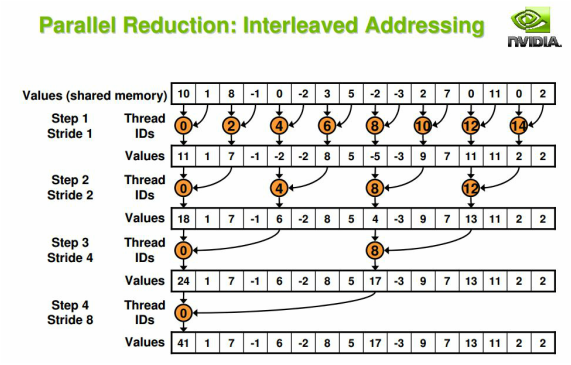 Parallel Reduction: Interleaved Addressing
NVIDIA.
Values (shared memory) 10 1 8 -1 0 -2 3 5 -2 -3 2 7 0 11 0 2
Step 1 Stride 1 Thread IDs 0 2 4 6 8 10 12 14
Values 11 1 7 -1 -2 -2 8 5 -5 -3 9 7 11 11 2 2
Step 2 Stride 2 Thread IDs 0 4 8 12
Values 18 1 7 -1 6 -2 8 5 4 -3 9 7 13 11 2 2
Step 3 Stride 4 Thread IDs 0 8
Values 24 1 7 -1 6 -2 8 5 17 -3 9 7 13 11 2 2
Step 4 Stride 8 Thread IDs 0
Values 41 1 7 -1 6 -2 8 5 17 -3 9 7 13 11 2 2